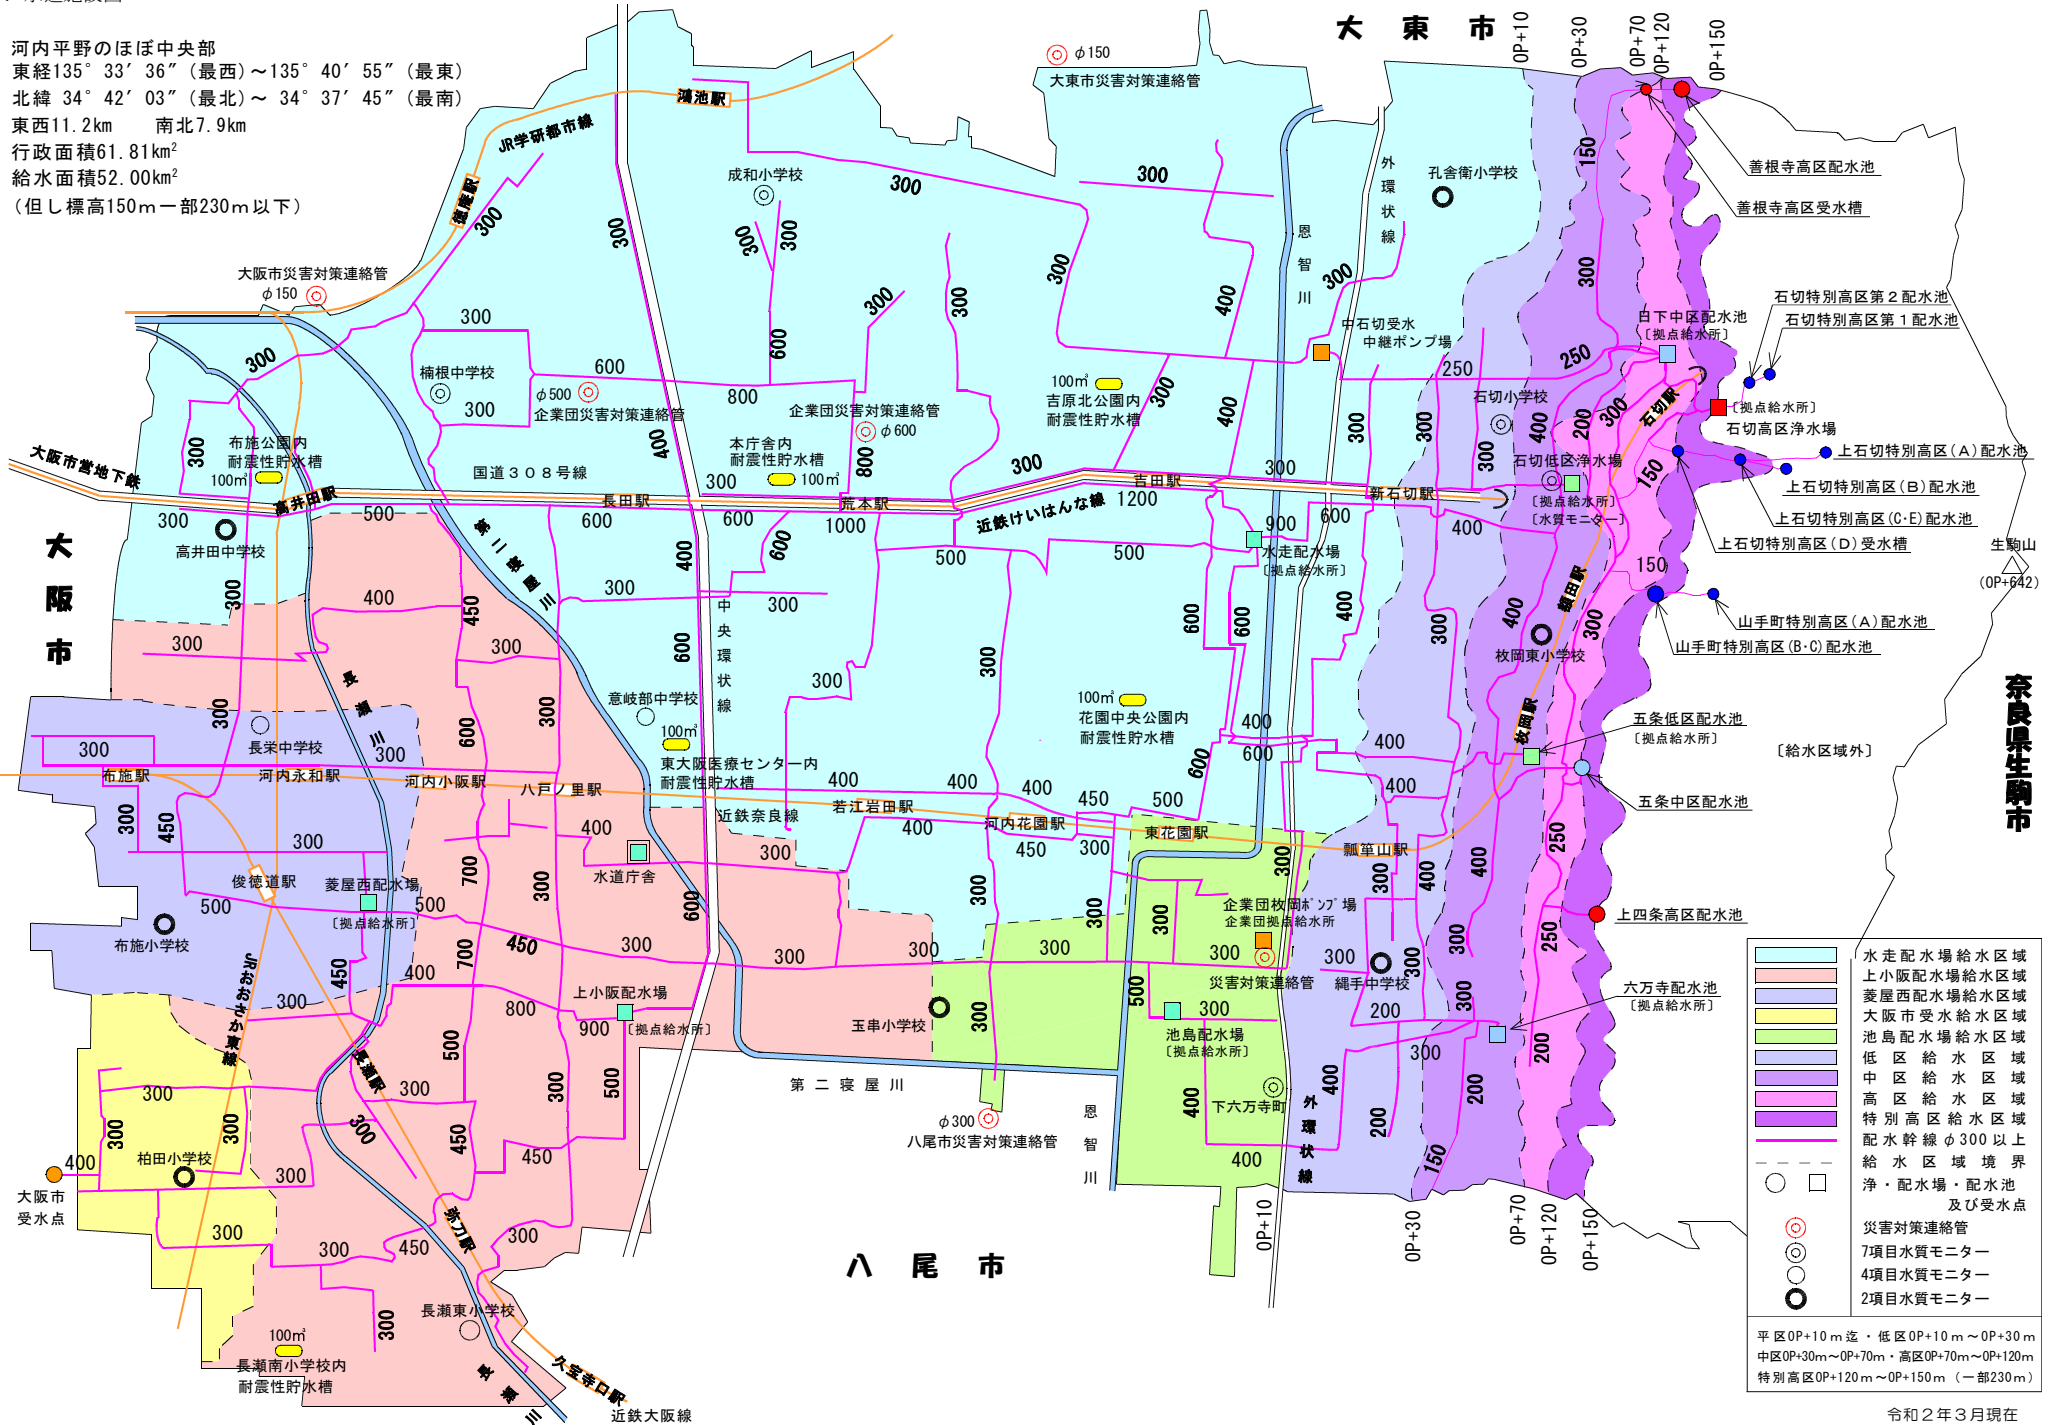 河内平野のほぼ中央部
東経135°33′36″(最西)～135°40′55″(最東)
北緯 34°42′03″(最北)～ 34°37′45″(最南)
東西11.2km 南北7.9km
行政面積61.81km²
給水面積52.00km²
(但し標高150m一部230m以下)
大東市
OP+10
OP+30
OP+70
OP+120
OP+150
φ150
大東市災害対策連絡管
鴻池駅
JR学研都市線
徳庵駅
成和小学校
外環状線
恩智川
孔舎衙小学校
善根寺高区配水池
善根寺高区受水槽
大阪市災害対策連絡管
φ150
石切特別高区第2配水池
石切特別高区第1配水池
日下中区配水池
〔拠点給水所〕
中石切受水
中継ポンプ場
楠根中学校
φ500
企業団災害対策連絡管
企業団災害対策連絡管
φ600
100㎥
吉原北公園内
耐震性貯水槽
石切小学校
石切駅
〔拠点給水所〕
石切高区浄水場
布施公園内
耐震性貯水槽
100㎥
本庁舎内
耐震性貯水槽
100㎥
石切低区浄水場
〔拠点給水所〕
〔水質モニター〕
上石切特別高区(A)配水池
上石切特別高区(B)配水池
上石切特別高区(C･E)配水池
上石切特別高区(D)受水槽
大阪市営地下鉄
国道308号線
高井田駅
長田駅
荒本駅
近鉄けいはんな線
吉田駅
新石切駅
高井田中学校
第二寝屋川
水走配水場
〔拠点給水所〕
生駒山
(OP+642)
大阪市
中央環状線
額田駅
枚岡東小学校
山手町特別高区(A)配水池
山手町特別高区(B･C)配水池
長瀬川
意岐部中学校
100㎥
東大阪医療センター内
耐震性貯水槽
100㎥
花園中央公園内
耐震性貯水槽
枚岡駅
五条低区配水池
〔拠点給水所〕
〔給水区域外〕
奈良県生駒市
長栄中学校
布施駅
河内永和駅
河内小阪駅
八戸ノ里駅
近鉄奈良線
若江岩田駅
河内花園駅
東花園駅
瓢箪山駅
五条中区配水池
俊徳道駅
菱屋西配水場
〔拠点給水所〕
水道庁舎
布施小学校
企業団枚岡ポンプ場
企業団拠点給水所
災害対策連絡管
縄手中学校
上四条高区配水池
JRおおさか東線
上小阪配水場
〔拠点給水所〕
玉串小学校
池島配水場
〔拠点給水所〕
六万寺配水池
〔拠点給水所〕
長瀬駅
第二寝屋川
恩智川
下六万寺町
外環状線
φ300
八尾市災害対策連絡管
柏田小学校
大阪市
受水点
弥刀駅
八尾市
長瀬東小学校
100㎥
長瀬南小学校内
耐震性貯水槽
長瀬川
久宝寺口駅
近鉄大阪線
OP+10
OP+30
OP+70
OP+120
OP+150
水走配水場給水区域
上小阪配水場給水区域
菱屋西配水場給水区域
大阪市受水給水区域
池島配水場給水区域
低区給水区域
中区給水区域
高区給水区域
特別高区給水区域
配水幹線φ300以上
給水区域境界
浄・配水場・配水池
及び受水点
災害対策連絡管
7項目水質モニター
4項目水質モニター
2項目水質モニター
平区OP+10m迄・低区OP+10m～OP+30m
中区OP+30m～OP+70m・高区OP+70m～OP+120m
特別高区OP+120m～OP+150m (一部230m)
令和2年3月現在